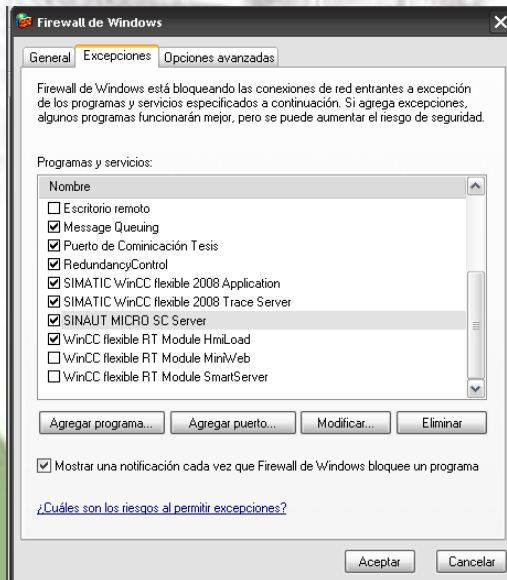 Firewall de Windows
General Excepciones Opciones avanzadas
Firewall de Windows está bloqueando las conexiones de red entrantes a excepción
de los programas y servicios especificados a continuación. Si agrega excepciones,
algunos programas funcionarán mejor, pero se puede aumentar el riesgo de seguridad.
Programas y servicios:
Nombre
Escritorio remoto
Message Queuing
Puerto de Cominicación Tesis
RedundancyControl
SIMATIC WinCC flexible 2008 Application
SIMATIC WinCC flexible 2008 Trace Server
SINAUT MICRO SC Server
WinCC flexible RT Module HmiLoad
WinCC flexible RT Module MiniWeb
WinCC flexible RT Module SmartServer
Agregar programa... Agregar puerto... Modificar... Eliminar
Mostrar una notificación cada vez que Firewall de Windows bloquee un programa
¿Cuáles son los riesgos al permitir excepciones?
Aceptar Cancelar